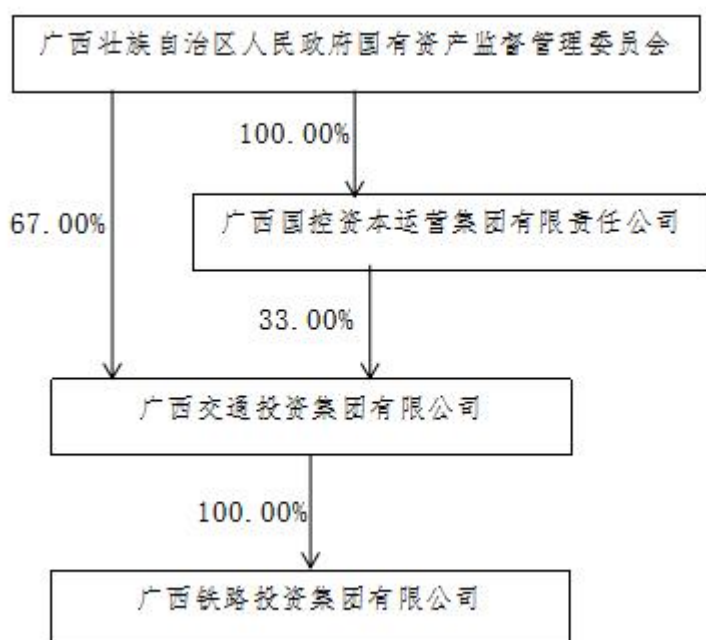 广西壮族自治区人民政府国有资产监督管理委员会
100.00%
67.00%
广西国控资本运营集团有限责任公司
33.00%
广西交通投资集团有限公司
100.00%
广西铁路投资集团有限公司